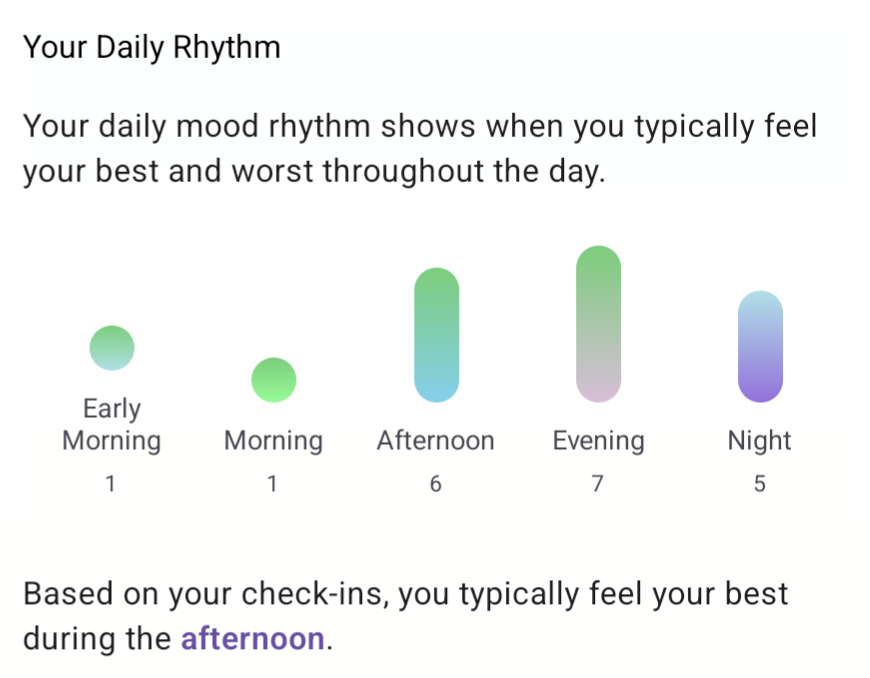 Your Daily Rhythm
Your daily mood rhythm shows when you typically feel
your best and worst throughout the day.
Early
Morning
Morning
Afternoon
Evening
Night
1
1
6
7
5
Based on your check-ins, you typically feel your best
during the afternoon.